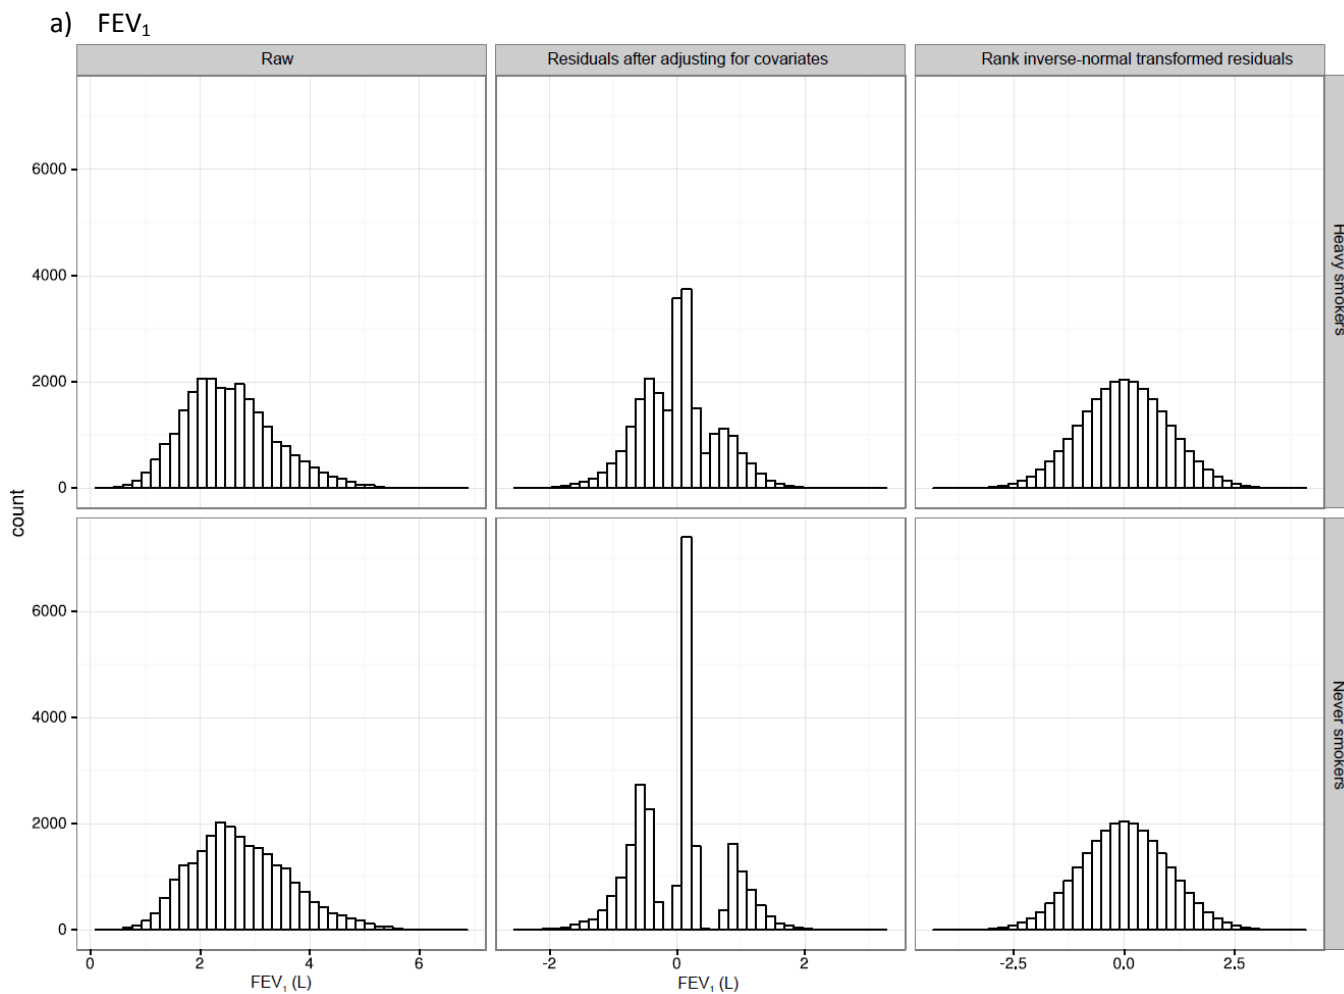 a) FEV₁
Raw
Residuals after adjusting for covariates
Rank inverse-normal transformed residuals
6000
4000
2000
0
Heavy smokers
count
6000
4000
2000
0
Never smokers
0 2 4 6
-2 0 2
-2.5 0.0 2.5
FEV₁ (L)
FEV₁ (L)